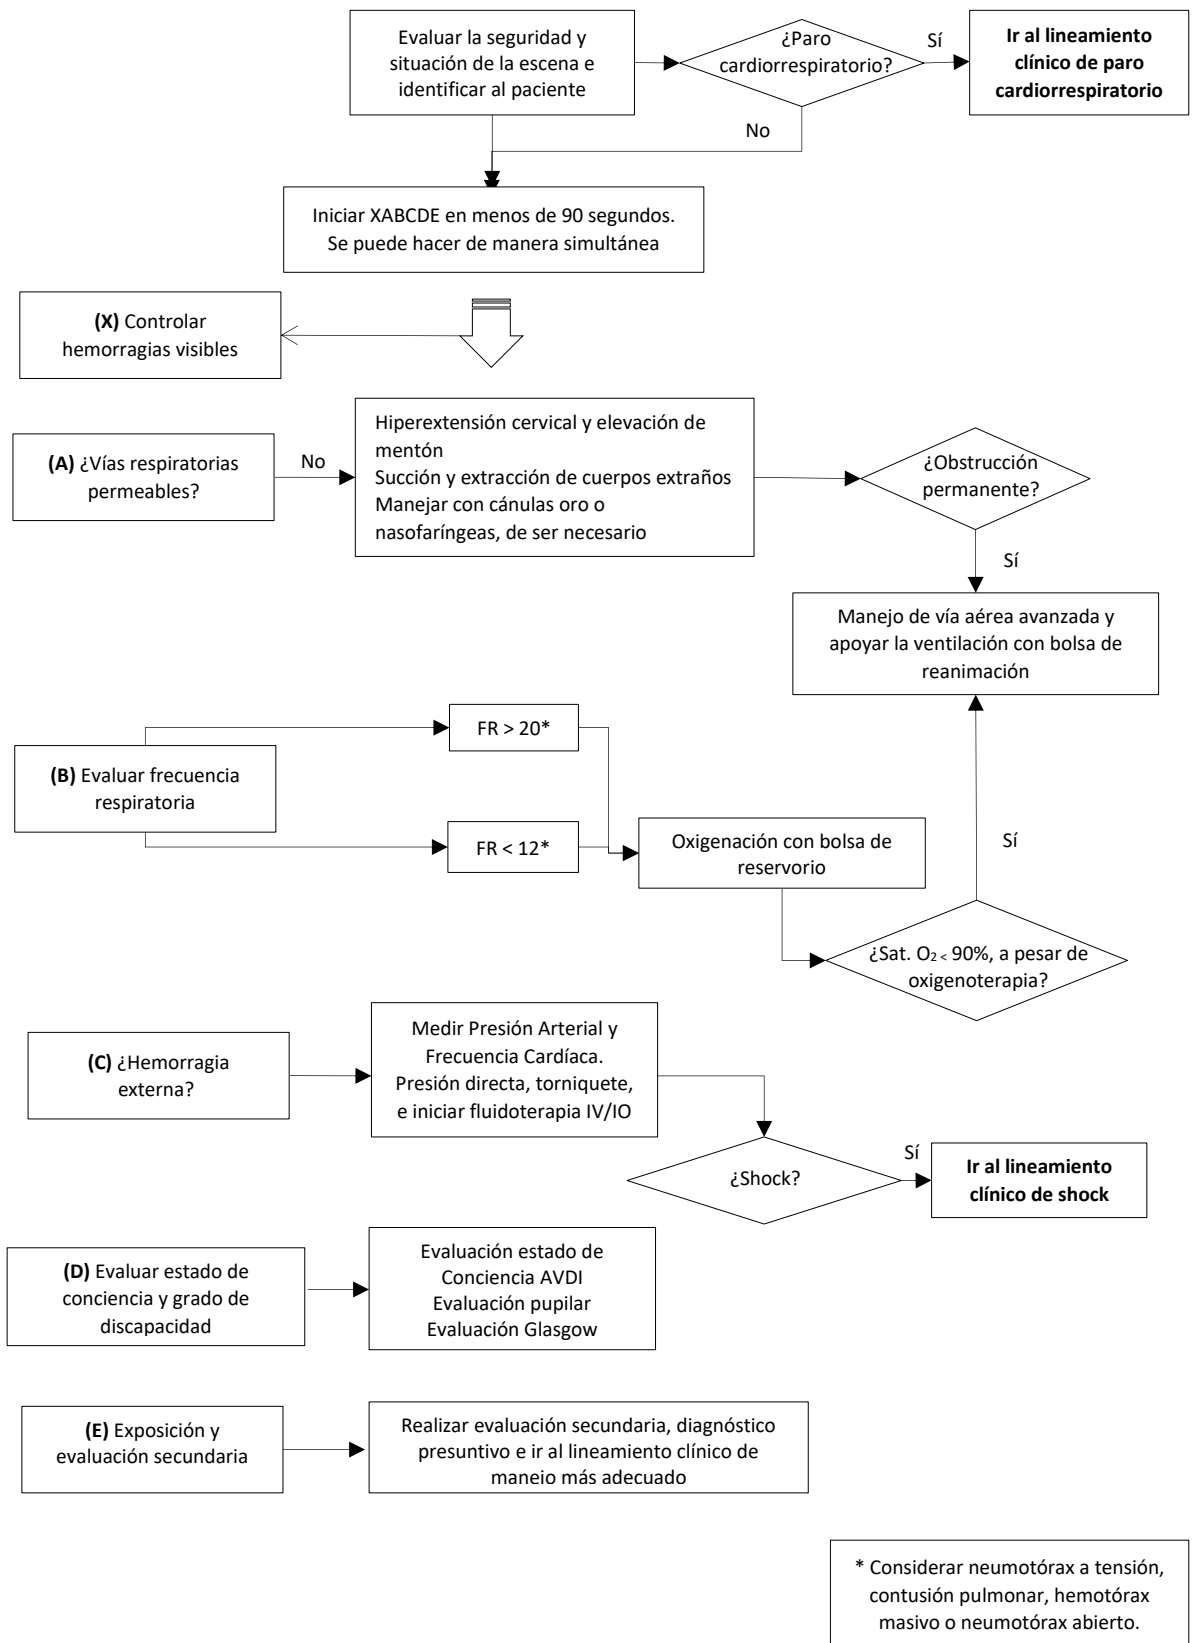 Evaluar la seguridad y
situación de la escena e
identificar al paciente
¿Paro
cardiorrespiratorio?
Sí
Ir al lineamiento
clínico de paro
cardiorrespiratorio
No
Iniciar XABCDE en menos de 90 segundos.
Se puede hacer de manera simultánea
(X) Controlar
hemorragias visibles
(A) ¿Vías respiratorias
permeables?
No
Hiperextensión cervical y elevación de
mentón
Succión y extracción de cuerpos extraños
Manejar con cánulas oro o
nasofaríngeas, de ser necesario
¿Obstrucción
permanente?
Sí
Manejo de vía aérea avanzada y
apoyar la ventilación con bolsa de
reanimación
(B) Evaluar frecuencia
respiratoria
FR > 20*
FR < 12*
Oxigenación con bolsa de
reservorio
Sí
¿Sat. O2 < 90%, a pesar de
oxigenoterapia?
(C) ¿Hemorragia
externa?
Medir Presión Arterial y
Frecuencia Cardíaca.
Presión directa, torniquete,
e iniciar fluidoterapia IV/IO
¿Shock?
Sí
Ir al lineamiento
clínico de shock
(D) Evaluar estado de
conciencia y grado de
discapacidad
Evaluación estado de
Conciencia AVDI
Evaluación pupilar
Evaluación Glasgow
(E) Exposición y
evaluación secundaria
Realizar evaluación secundaria, diagnóstico
presuntivo e ir al lineamiento clínico de
manejo más adecuado
* Considerar neumotórax a tensión,
contusión pulmonar, hemotórax
masivo o neumotórax abierto.